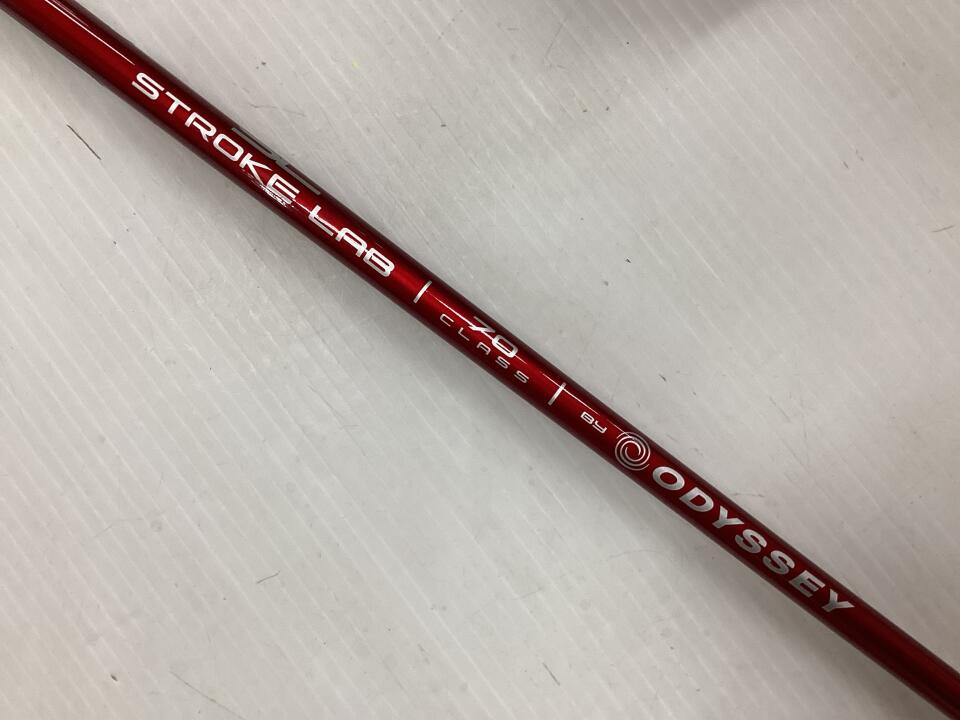 STROKE LAB
70
CLASS
BY ODYSSEY